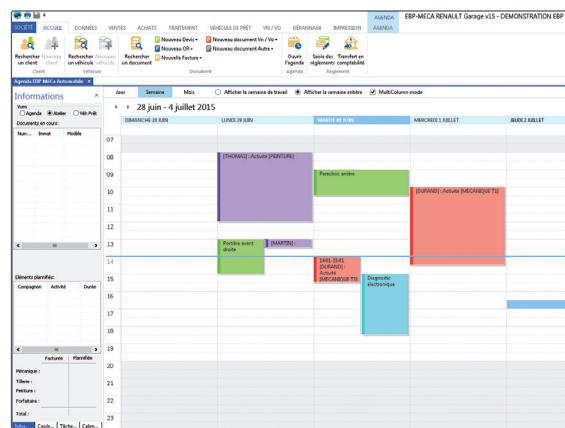 AGENDA
EBP-MECA RENAULT Garage v15 - DEMONSTRATION EBP
SOCIÉTÉ ACCUEIL DONNÉES VENTES ACHATS TRAITEMENT VÉHICULE DE PRÊT VN / VO DÉPANNAGE IMPRESSION AGENDA
Rechercher un client
Nouveau client
Rechercher un véhicule
Nouveau véhicule
Rechercher un document
Nouveau Devis
Nouveau OR
Nouvelle Facture
Nouveau document Vn / Vo
Nouveau document Autre
Ouvrir l'agenda
Saisie des règlements
Transfert en comptabilité
Client Véhicule Document Agenda Règlement
Agenda EBP MéCa Automobile ×
Informations ×
Jour Semaine Mois Afficher la semaine de travail Afficher la semaine entière MultiColumn mode
Vues
Agenda Atelier Véh Prêt
28 juin - 4 juillet 2015
Documents en cours:
DIMANCHE 28 JUIN LUNDI 29 JUIN MARDI 30 JUIN MERCREDI 1 JUILLET JEUDI 2 JUILLET
Num... Immat Modèle
07
08
[THOMAS] : Activité [PEINTURE]
09
Parechoc arrière
10
[DURAND] : Activité [MECANIQUE T1]
11
12
13
Portière avant droite
[MARTIN] :
14
14:01-15:01
[DURAND] :
Activité
[MECANIQUE T3]
15
Diagnostic
électronique
16
17
18
19
20
21
22
23
Eléments planifiés:
Compagnon Activité Durée
Facturée Planifiée
Mécanique :
Tôlerie :
Peinture :
Forfaitaire :
Total :
Infor... Coule... Tâche... Calen...